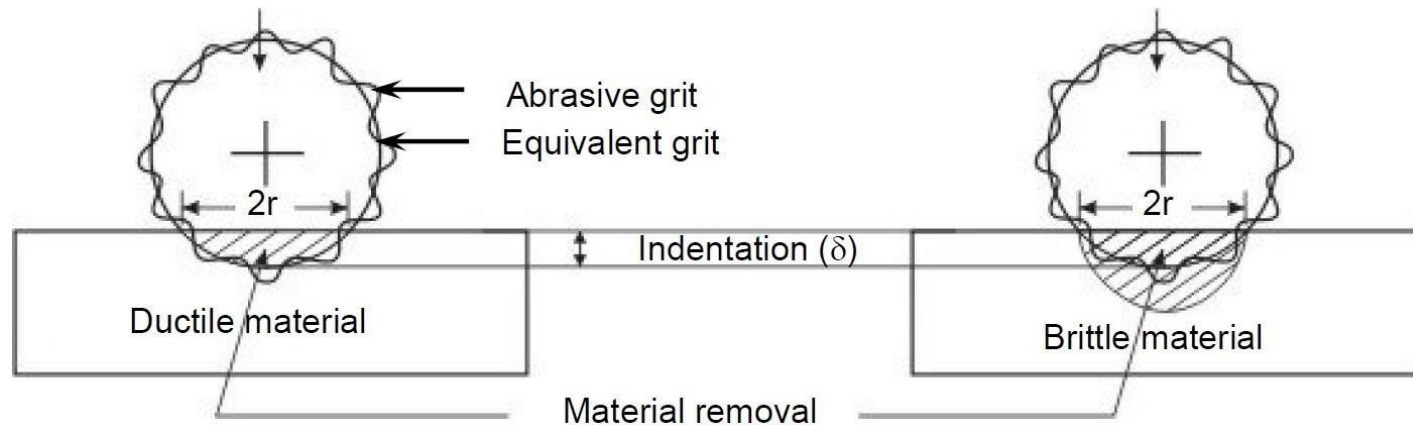 Abrasive grit
Equivalent grit
2r
2r
Indentation (δ)
Ductile material
Brittle material
Material removal